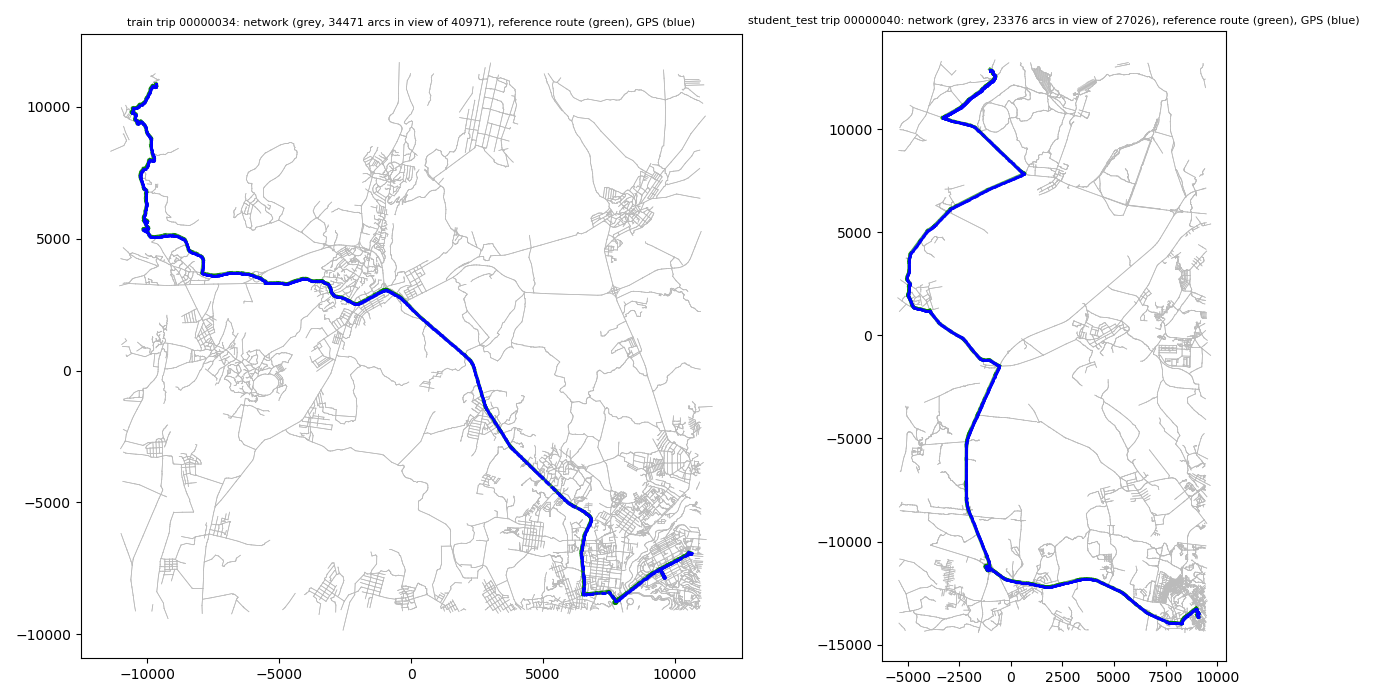 train trip 00000034: network (grey, 34471 arcs in view of 40971), reference route (green), GPS (blue)
10000
5000
0
−5000
−10000
−10000 −5000 0 5000 10000
student_test trip 00000040: network (grey, 23376 arcs in view of 27026), reference route (green), GPS (blue)
10000
5000
0
−5000
−10000
−15000
−5000 −2500 0 2500 5000 7500 10000